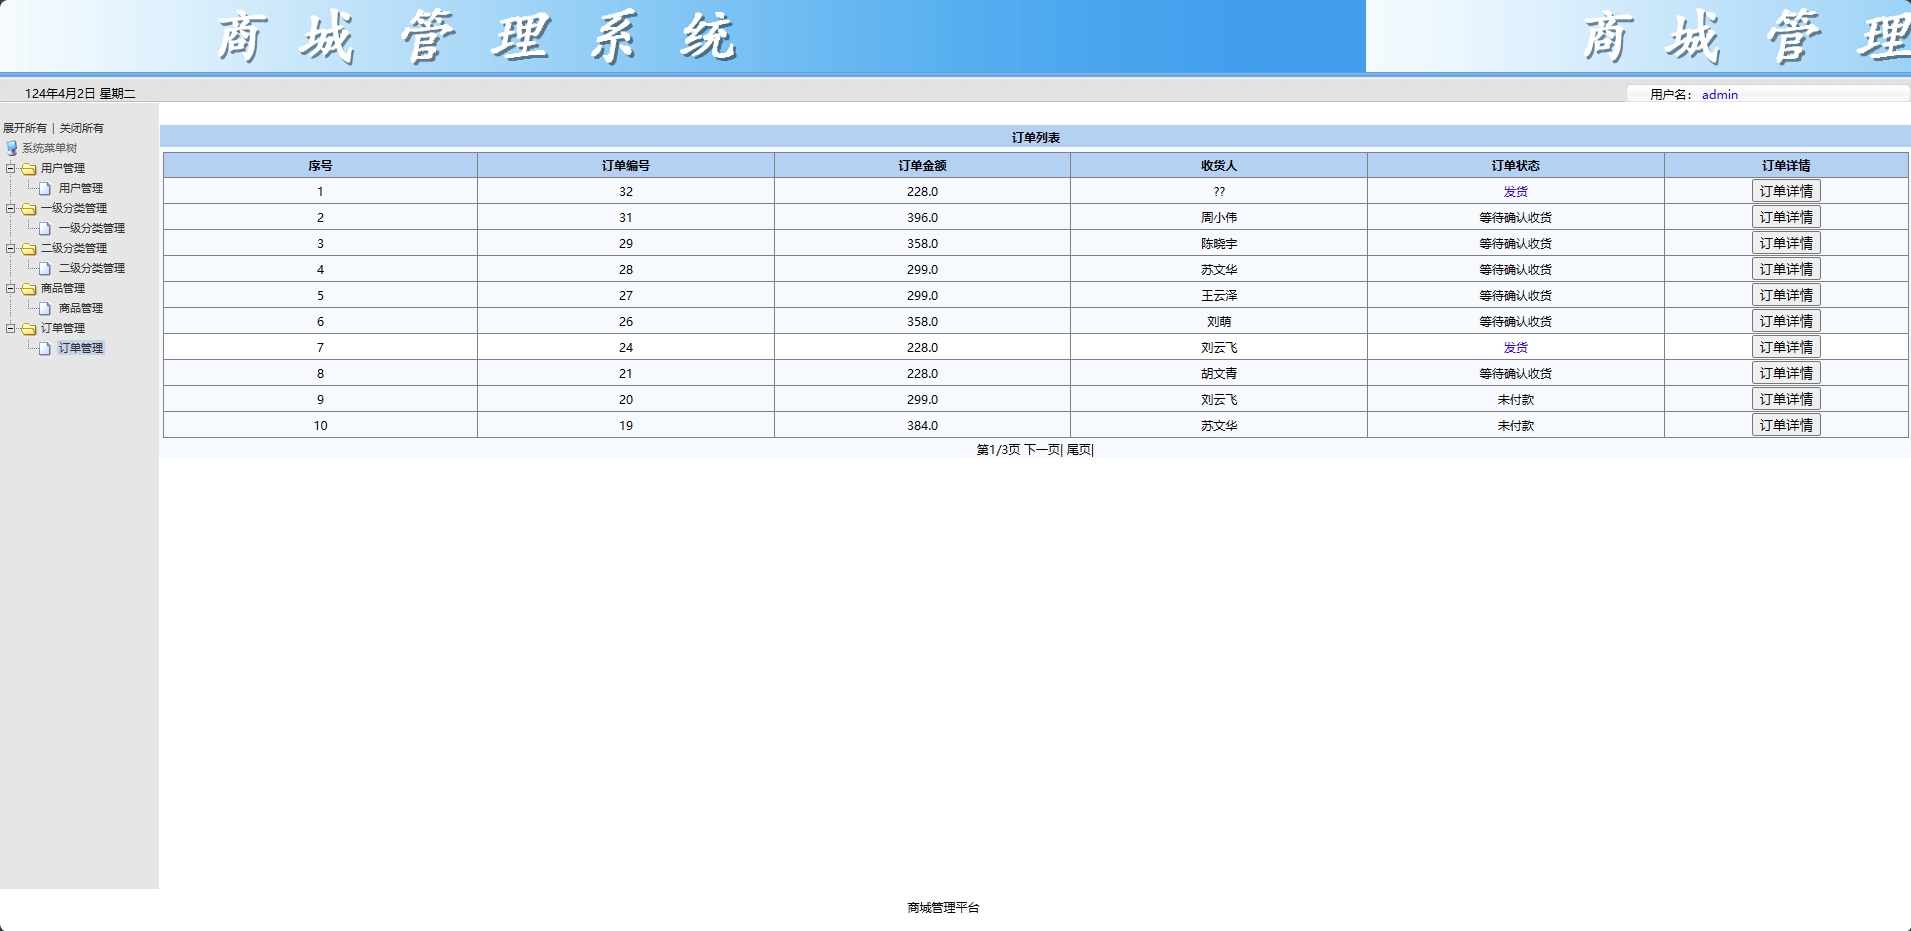 商城管理系统 商城管理
124年4月2日 星期二 用户名： admin
展开所有 | 关闭所有
系统菜单树
用户管理
用户管理
一级分类管理
一级分类管理
二级分类管理
二级分类管理
商品管理
商品管理
订单管理
订单管理
订单列表
序号 订单编号 订单金额 收货人 订单状态 订单详情
1 32 228.0 ?? 发货 订单详情
2 31 396.0 周小伟 等待确认收货 订单详情
3 29 358.0 陈晓宇 等待确认收货 订单详情
4 28 299.0 苏文华 等待确认收货 订单详情
5 27 299.0 王云泽 等待确认收货 订单详情
6 26 358.0 刘萌 等待确认收货 订单详情
7 24 228.0 刘云飞 发货 订单详情
8 21 228.0 胡文青 等待确认收货 订单详情
9 20 299.0 刘云飞 未付款 订单详情
10 19 384.0 苏文华 未付款 订单详情
第1/3页 下一页| 尾页|
商城管理平台